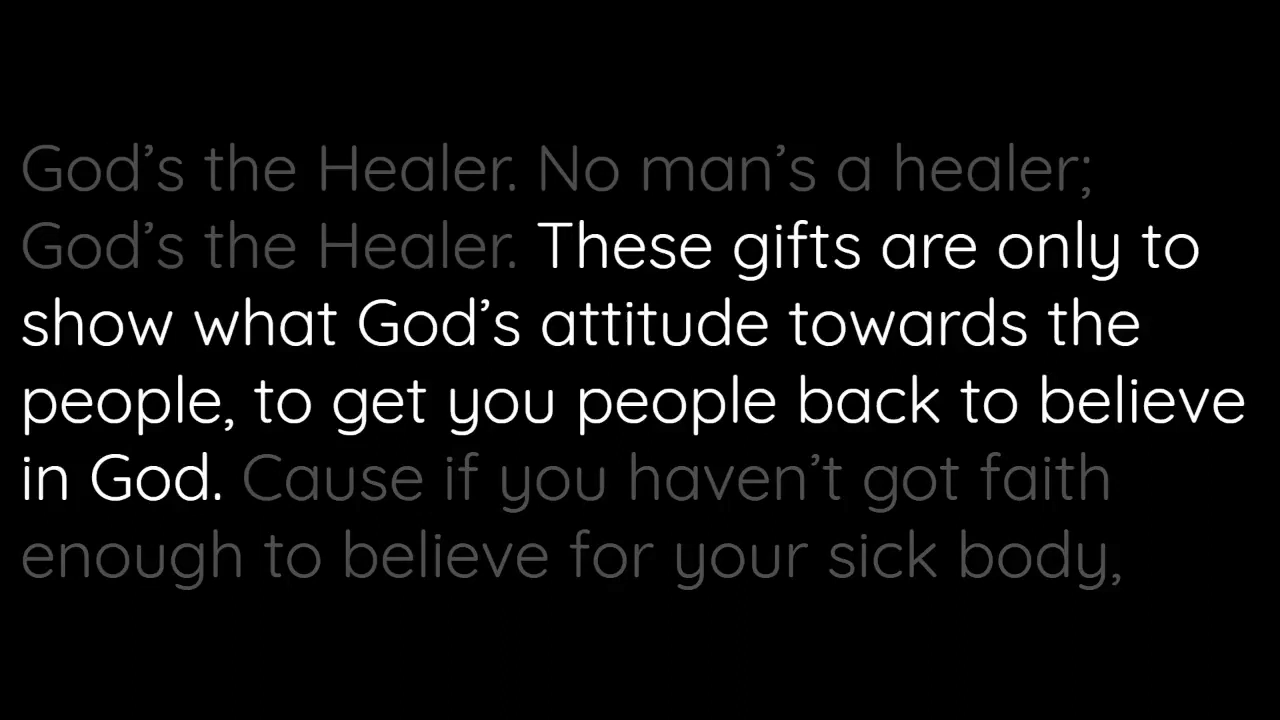 God’s the Healer. No man’s a healer;
God’s the Healer. These gifts are only to
show what God’s attitude towards the
people, to get you people back to believe
in God. Cause if you haven’t got faith
enough to believe for your sick body,